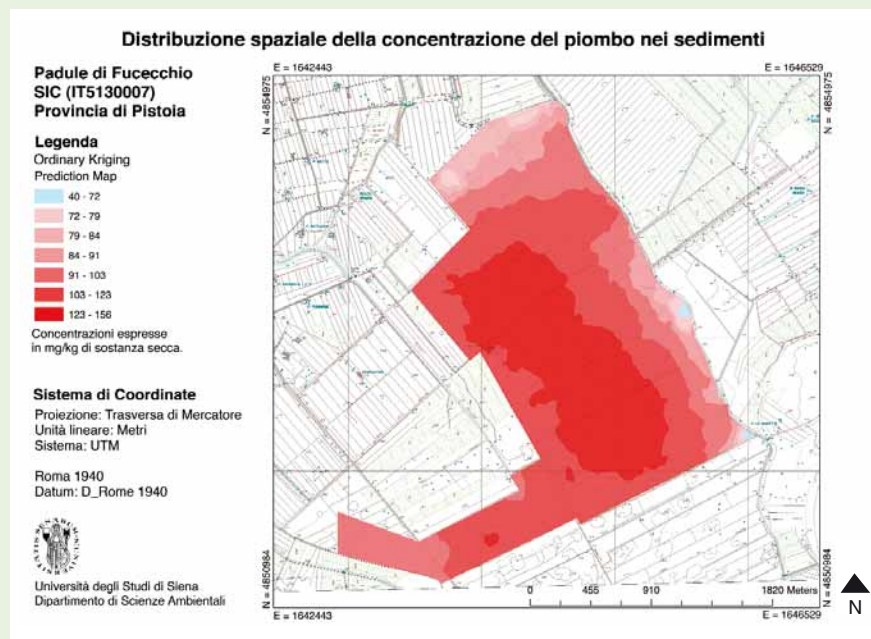 Distribuzione spaziale della concentrazione del piombo nei sedimenti
Padule di Fucecchio
SIC (IT5130007)
Provincia di Pistoia
Legenda
Ordinary Kriging
Prediction Map
40 - 72
72 - 79
79 - 84
84 - 91
91 - 103
103 - 123
123 - 156
Concentrazioni espresse
in mg/kg di sostanza secca.
Sistema di Coordinate
Proiezione: Trasversa di Mercatore
Unità lineare: Metri
Sistema: UTM
Roma 1940
Datum: D_Rome 1940
Università degli Studi di Siena
Dipartimento di Scienze Ambientali
E = 1642443
E = 1646529
N = 4854975
N = 4854975
N = 4850984
N = 4850984
0 455 910 1820 Meters
E = 1642443
E = 1646529
N